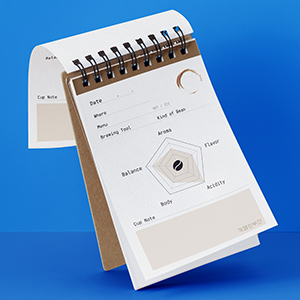 Cup Note
Date
Where
Menu
Kind of Bean
Brewing Tool
Aroma
Flavor
Balance
Acidity
Body
Cup Note